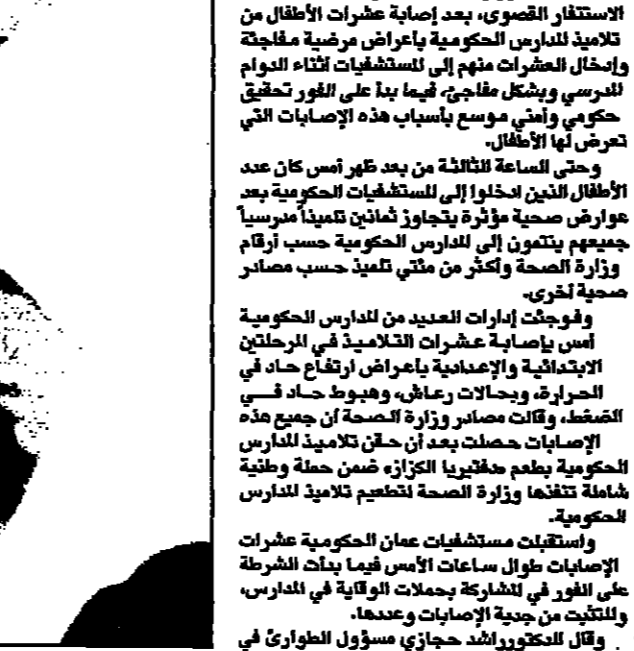 الاستنفار القصوى، بعد إصابة عشرات الأطفال من
تلاميذ المدارس الحكومية بأعراض مرضية مفاجئة
وإدخال العشرات منهم إلى المستشفيات أثناء الدوام
المدرسي وبشكل مفاجئ، فيما بدأ على الفور تحقيق
حكومي وأمني موسع بأسباب هذه الإصابات التي
تعرض لها الأطفال.
وحتى الساعة الثالثة من بعد ظهر أمس كان عدد
الأطفال الذين ادخلوا إلى المستشفيات الحكومية بعد
عوارض صحية مؤثرة يتجاوز ثمانين تلميذاً مدرسياً
جميعهم ينتمون إلى المدارس الحكومية حسب أرقام
وزارة الصحة وأكثر من مئتي تلميذ حسب مصادر
صحية أخرى.
وفوجئت إدارات العديد من المدارس الحكومية
أمس بإصابة عشرات التلاميذ في المرحلتين
الابتدائية والإعدادية بأعراض ارتفاع حاد في
الحرارة، وبحالات رعاش، وهبوط حاد فــي
الضغط، وقالت مصادر وزارة الصحة أن جميع هذه
الإصابات حصلت بعد أن حقن تلاميذ المدارس
الحكومية بطعم «دفتيريا الكزاز» ضمن حملة وطنية
شاملة تنفذها وزارة الصحة لتطعيم تلاميذ المدارس
الحكومية.
واستقبلت مستشفيات عمان الحكومية عشرات
الإصابات طوال ساعات الأمس فيما بدأت الشرطة
على الفور في المشاركة بحملات الوقاية في المدارس،
وللتثبت من جدية الإصابات وعددها.
وقال الدكتور راشد حجازي مسؤول الطوارئ في